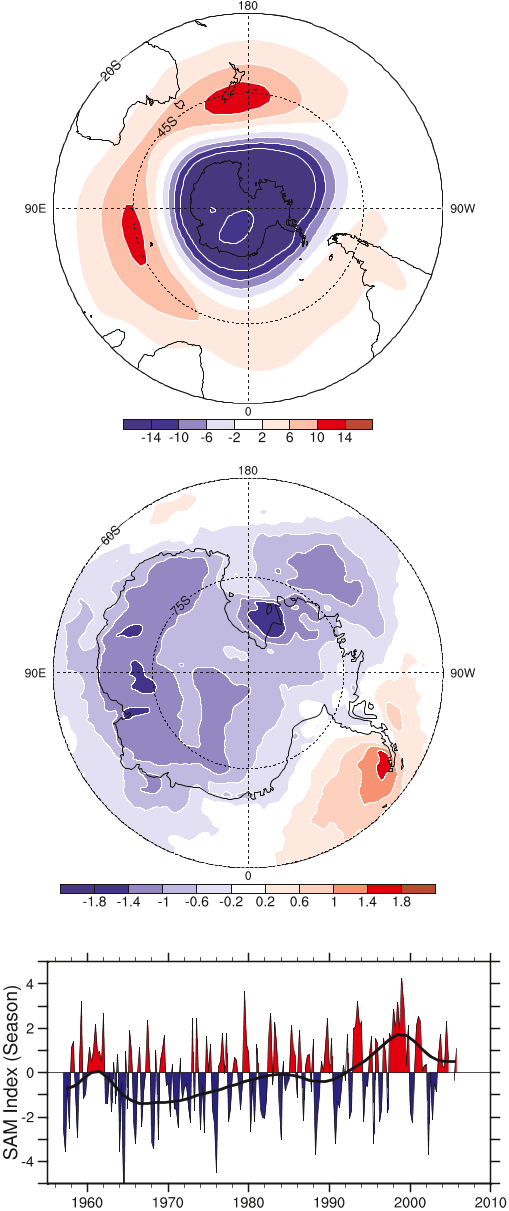 180
20S
45S
90E
90W
0
-14 -10 -6 -2 2 6 10 14
180
60S
75S
90E
90W
0
-1.8 -1.4 -1 -0.6 -0.2 0.2 0.6 1 1.4 1.8
SAM Index (Season)
4
2
0
-2
-4
1960 1970 1980 1990 2000 2010